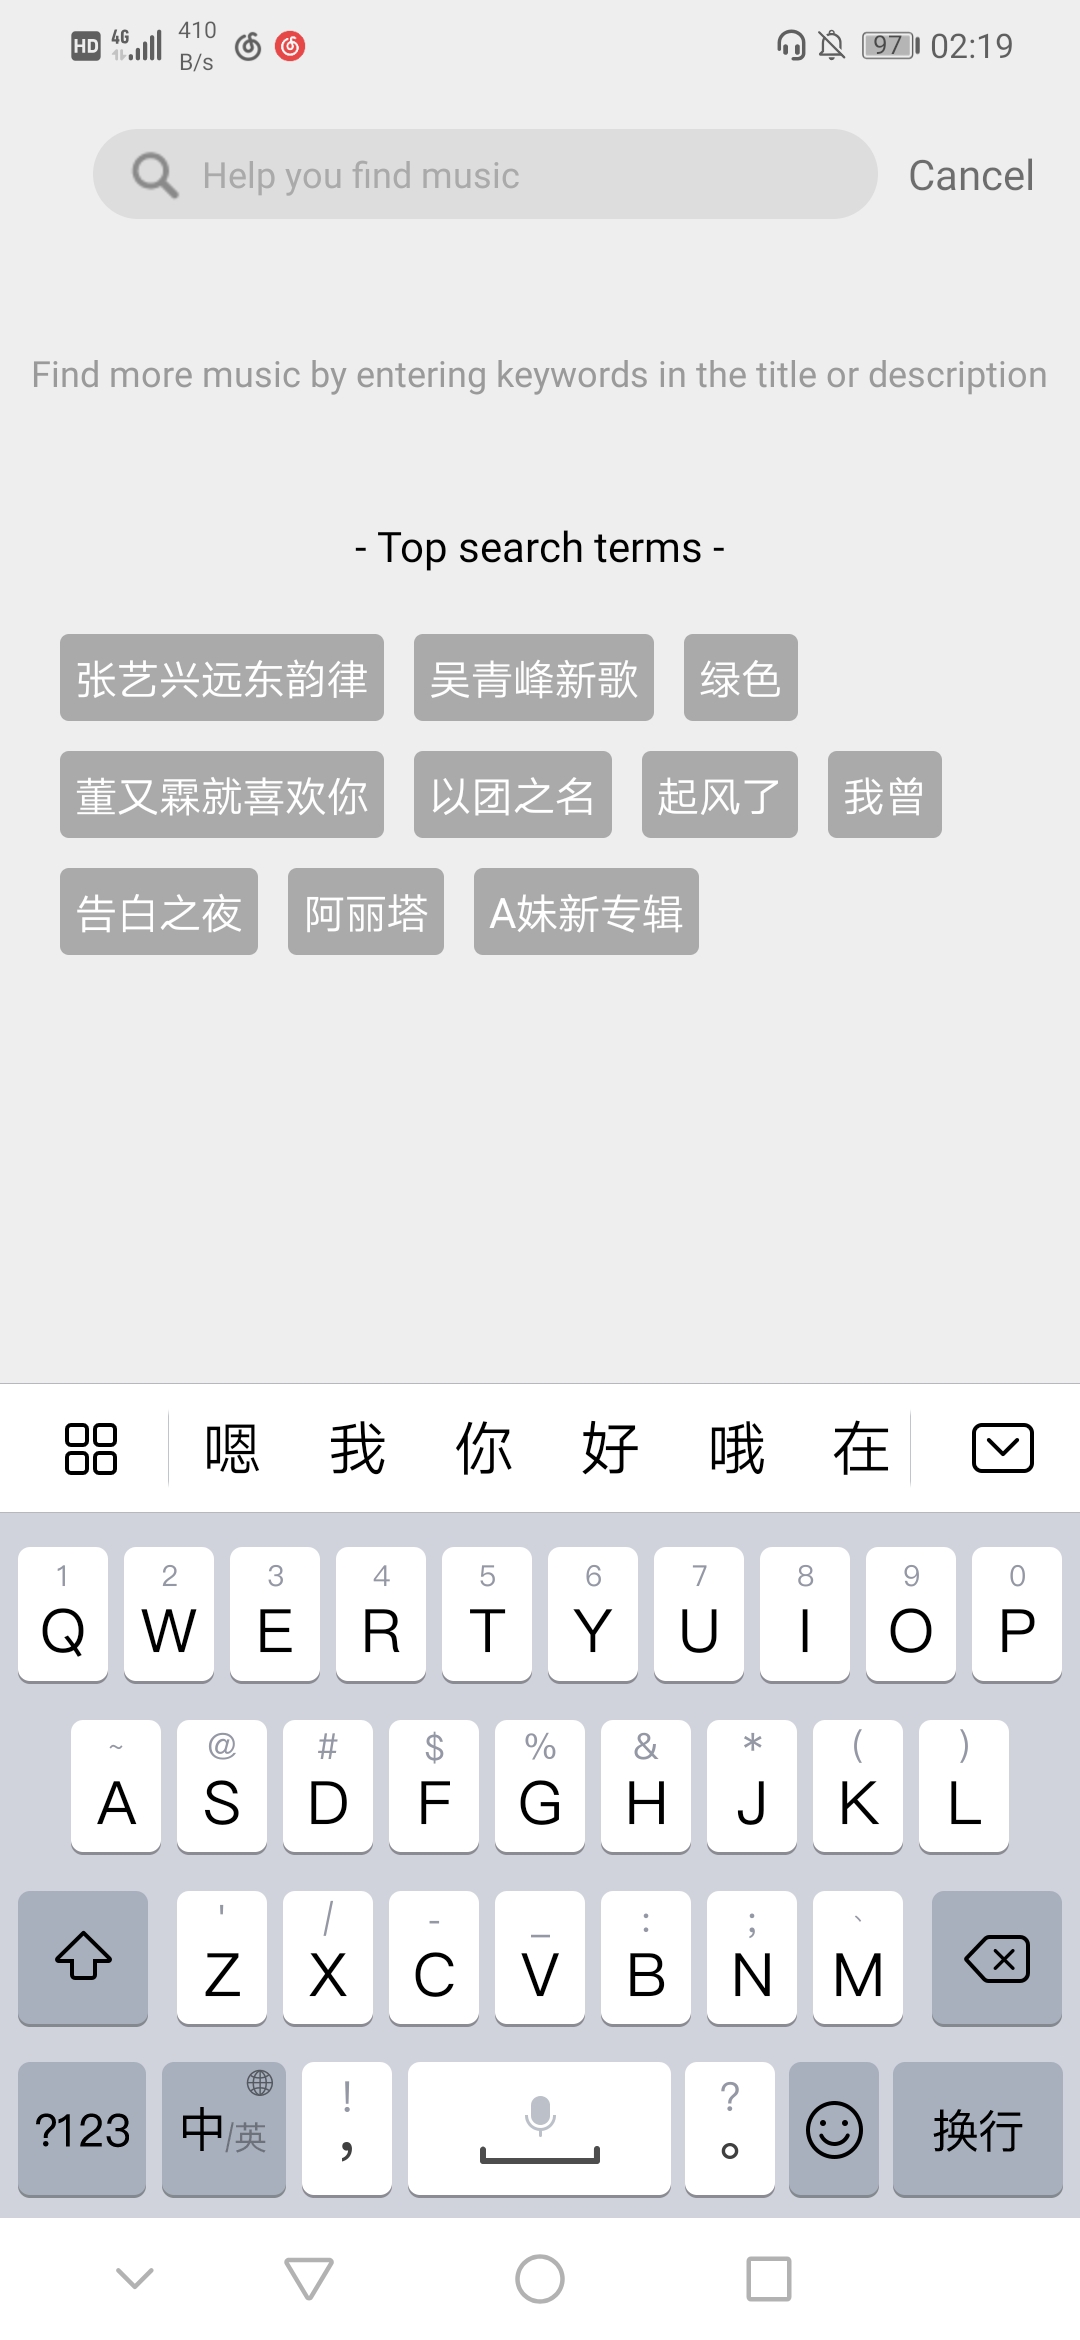 HD 4G 410 B/s 97 02:19
Help you find music Cancel
Find more music by entering keywords in the title or description
- Top search terms -
张艺兴远东韵律 吴青峰新歌 绿色
董又霖就喜欢你 以团之名 起风了 我曾
告白之夜 阿丽塔 A妹新专辑
嗯 我 你 好 哦 在
1 2 3 4 5 6 7 8 9 0
Q W E R T Y U I O P
~ @ # $ % & * ( )
A S D F G H J K L
' / - _ : ; 、
Z X C V B N M
! ?
?123 中/英 , 。 换行